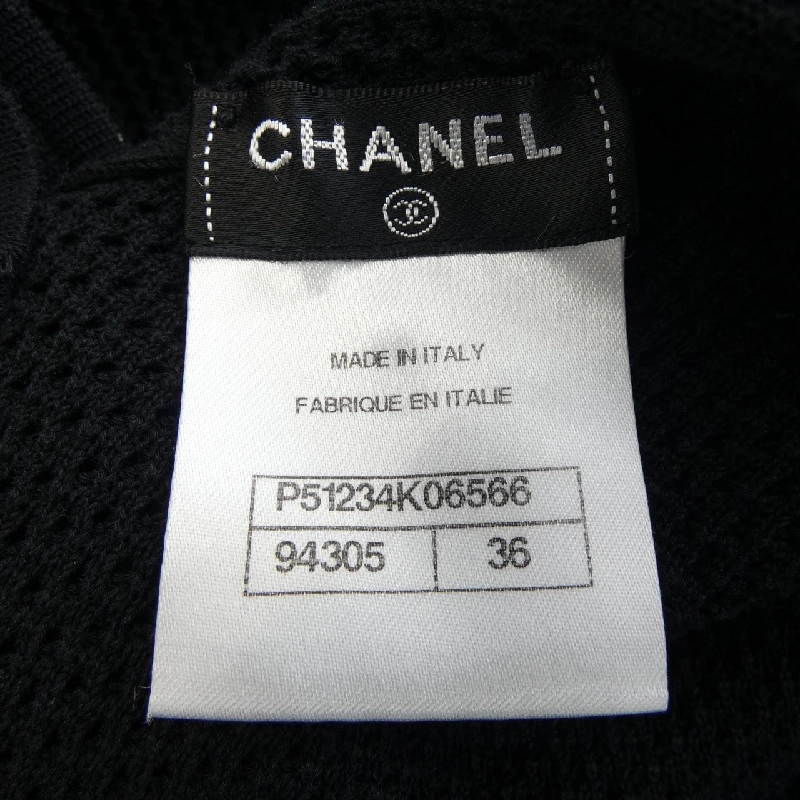 CHANEL
MADE IN ITALY
FABRIQUE EN ITALIE
P51234K06566
94305 36